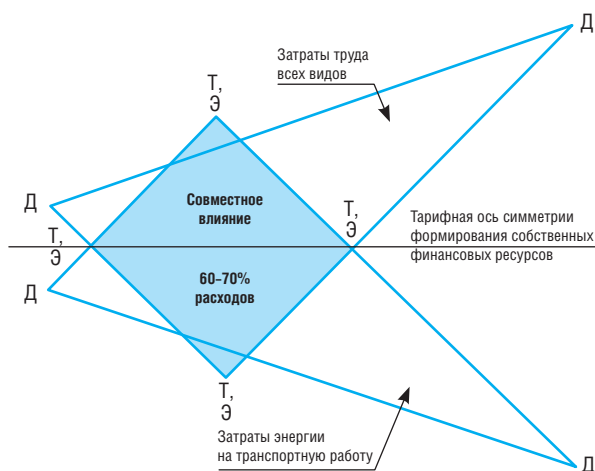 Д
Затраты труда
всех видов
Т,
Э
Д
Совместное
влияние
Т,
Э
Т,
Э
Тарифная ось симметрии
формирования собственных
финансовых ресурсов
Д
60–70%
расходов
Т,
Э
Затраты энергии
на транспортную работу
Д